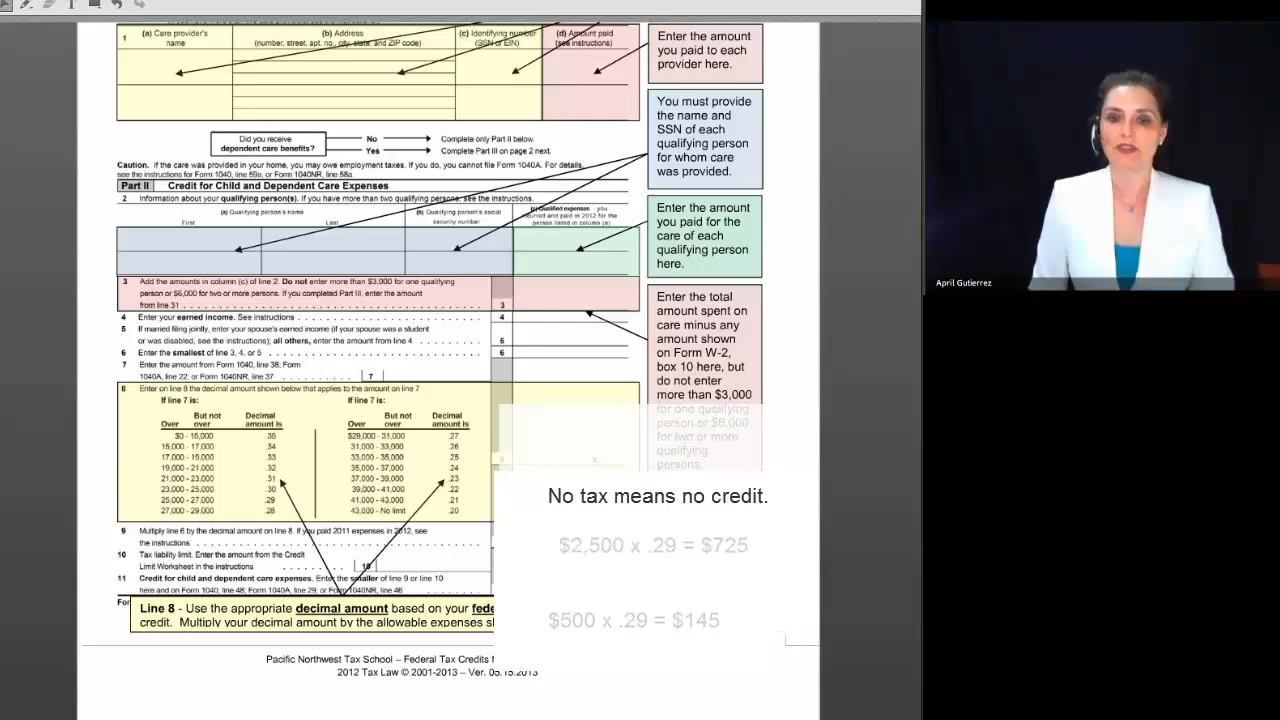 1
(a) Care provider's
name
(b) Address
(number, street, apt. no., city, state, and ZIP code)
(c) Identifying number
(SSN or EIN)
(d) Amount paid
(see instructions)
Enter the amount
you paid to each
provider here.
You must provide
the name and
SSN of each
qualifying person
for whom care
was provided.
Did you receive
dependent care benefits?
No
Complete only Part II below.
Yes
Complete Part III on page 2 next.
Caution. If the care was provided in your home, you may owe employment taxes. If you do, you cannot file Form 1040A. For details,
see the instructions for Form 1040, line 59a, or Form 1040NR, line 58a.
Part II Credit for Child and Dependent Care Expenses
2 Information about your qualifying person(s). If you have more than two qualifying persons, see the instructions.
(a) Qualifying person's name
First Last
(b) Qualifying person's social
security number
(c) Qualified expenses you
incurred and paid in 2012 for the
person listed in column (a)
Enter the amount
you paid for the
care of each
qualifying person
here.
3 Add the amounts in column (c) of line 2. Do not enter more than $3,000 for one qualifying
person or $6,000 for two or more persons. If you completed Part III, enter the amount
from line 31 . . . . . . . . . . . . . . . . . . . . . . . 3
4 Enter your earned income. See instructions . . . . . . . . . . . . . . . 4
5 If married filing jointly, enter your spouse's earned income (if your spouse was a student
or was disabled, see the instructions); all others, enter the amount from line 4 . . . . . . . . 5
6 Enter the smallest of line 3, 4, or 5 . . . . . . . . . . . . . . . . . 6
7 Enter the amount from Form 1040, line 38; Form
1040A, line 22; or Form 1040NR, line 37 . . . . . . . . . . 7
Enter the total
amount spent on
care minus any
amount shown
on Form W-2,
box 10 here, but
do not enter
more than $3,000
for one qualifying
person or $6,000
for two or more
qualifying
persons.
8 Enter on line 8 the decimal amount shown below that applies to the amount on line 7
If line 7 is: If line 7 is:
But not Decimal But not Decimal
Over over amount is Over over amount is
$0 - 15,000 .35 $29,000 - 31,000 .27
15,000 - 17,000 .34 31,000 - 33,000 .26
17,000 - 19,000 .33 33,000 - 35,000 .25
19,000 - 21,000 .32 35,000 - 37,000 .24
21,000 - 23,000 .31 37,000 - 39,000 .23
23,000 - 25,000 .30 39,000 - 41,000 .22
25,000 - 27,000 .29 41,000 - 43,000 .21
27,000 - 29,000 .28 43,000 - No limit .20
8 X.
No tax means no credit.
$2,500 x .29 = $725
$500 x .29 = $145
9 Multiply line 6 by the decimal amount on line 8. If you paid 2011 expenses in 2012, see
the instructions . . . . . . . . . . . . . . . . . . . . . .
10 Tax liability limit. Enter the amount from the Credit
Limit Worksheet in the instructions . . . . . . . . 10
11 Credit for child and dependent care expenses. Enter the smaller of line 9 or line 10
here and on Form 1040, line 48; Form 1040A, line 29; or Form 1040NR, line 46 . . . . . . .
For
Line 8 - Use the appropriate decimal amount based on your fede
credit. Multiply your decimal amount by the allowable expenses s
Pacific Northwest Tax School – Federal Tax Credits f
2012 Tax Law © 2001-2013 – Ver. 05.15.2013
April Gutierrez